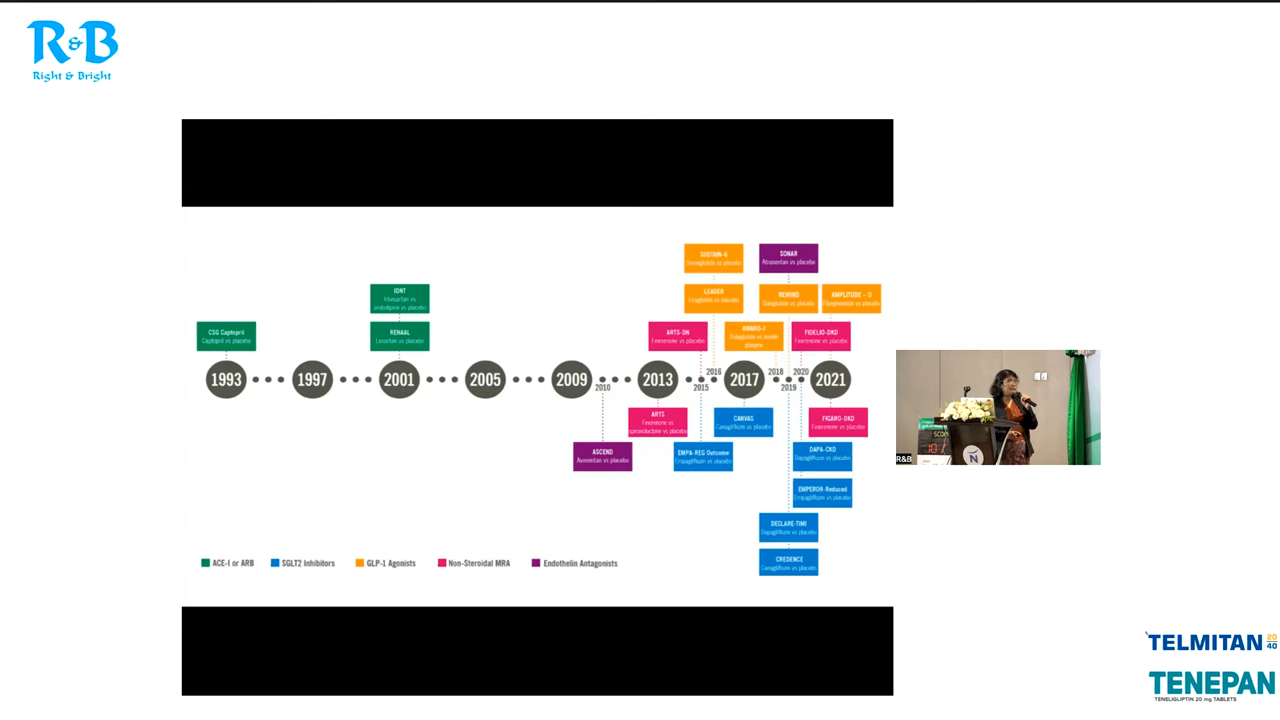 R&B
Right & Bright
SUSTAIN-6
Semaglutide vs placebo
SONAR
Atrasentan vs placebo
IDNT
Irbesartan vs
amlodipine vs placebo
LEADER
Liraglutide vs placebo
REWIND
Dulaglutide vs placebo
AMPLITUDE – O
Efpeglenatide vs placebo
CSG Captopril
Captopril vs placebo
RENAAL
Losartan vs placebo
ARTS-DN
Finerenone vs placebo
AWARD-7
Dulaglutide vs insulin
glargine
FIDELIO-DKD
Finerenone vs placebo
1993
1997
2001
2005
2009
2010
2013
2015
2016
2017
2018
2019
2020
2021
ARTS
Finerenone vs
spironolactone vs placebo
CANVAS
Canagliflozin vs placebo
FIGARO-DKD
Finerenone vs placebo
ASCEND
Avosentan vs placebo
EMPA-REG Outcome
Empagliflozin vs placebo
DAPA-CKD
Dapagliflozin vs placebo
EMPEROR-Reduced
Empagliflozin vs placebo
DECLARE-TIMI
Dapagliflozin vs placebo
CREDENCE
Canagliflozin vs placebo
ACE-I or ARB
SGLT2 Inhibitors
GLP-1 Agonists
Non-Steroidal MRA
Endothelin Antagonists
R&B
N
TELMITAN 20
40
TENEPAN
TENELIGLIPTIN 20 mg TABLETS